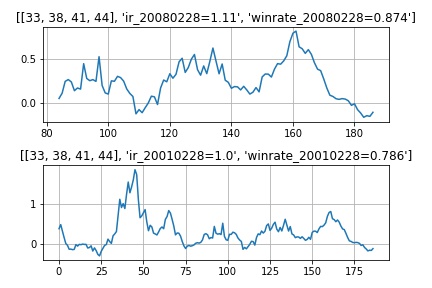 [[33, 38, 41, 44], 'ir_20080228=1.11', 'winrate_20080228=0.874']
0.5
0.0
80 100 120 140 160 180
[[33, 38, 41, 44], 'ir_20010228=1.0', 'winrate_20010228=0.786']
1
0
0 25 50 75 100 125 150 175